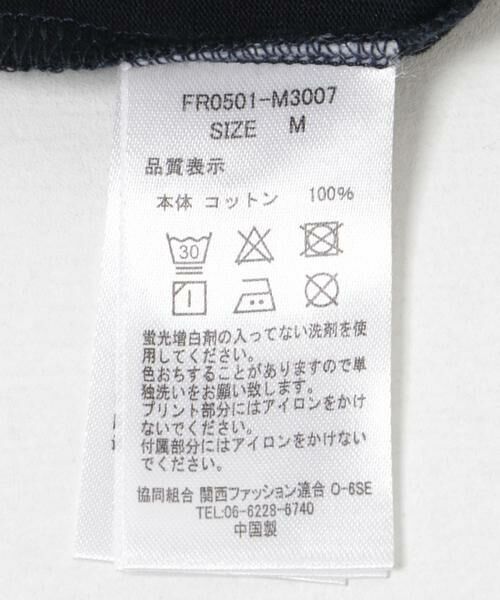 FR0501-M3007
SIZE M
品質表示
本体 コットン 100%
30
蛍光増白剤の入ってない洗剤を使
用してください。
色おちすることがありますので単
独洗いをお願い致します。
プリント部分にはアイロンをかけ
ないでください。
付属部分にはアイロンをかけない
でください。
協同組合 関西ファッション連合 O-6SE
TEL:06-6228-6740
中国製